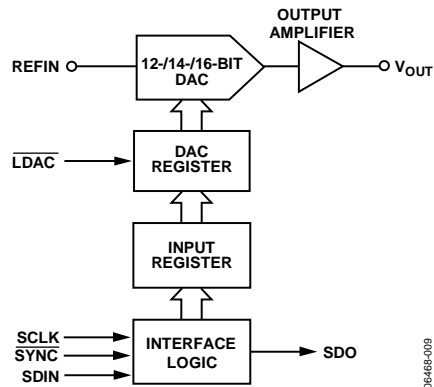 OUTPUT
AMPLIFIER
REFIN
12-/14-/16-BIT
DAC
VOUT
LDAC
DAC
REGISTER
INPUT
REGISTER
SCLK
SYNC
SDIN
INTERFACE
LOGIC
SDO
06468-009